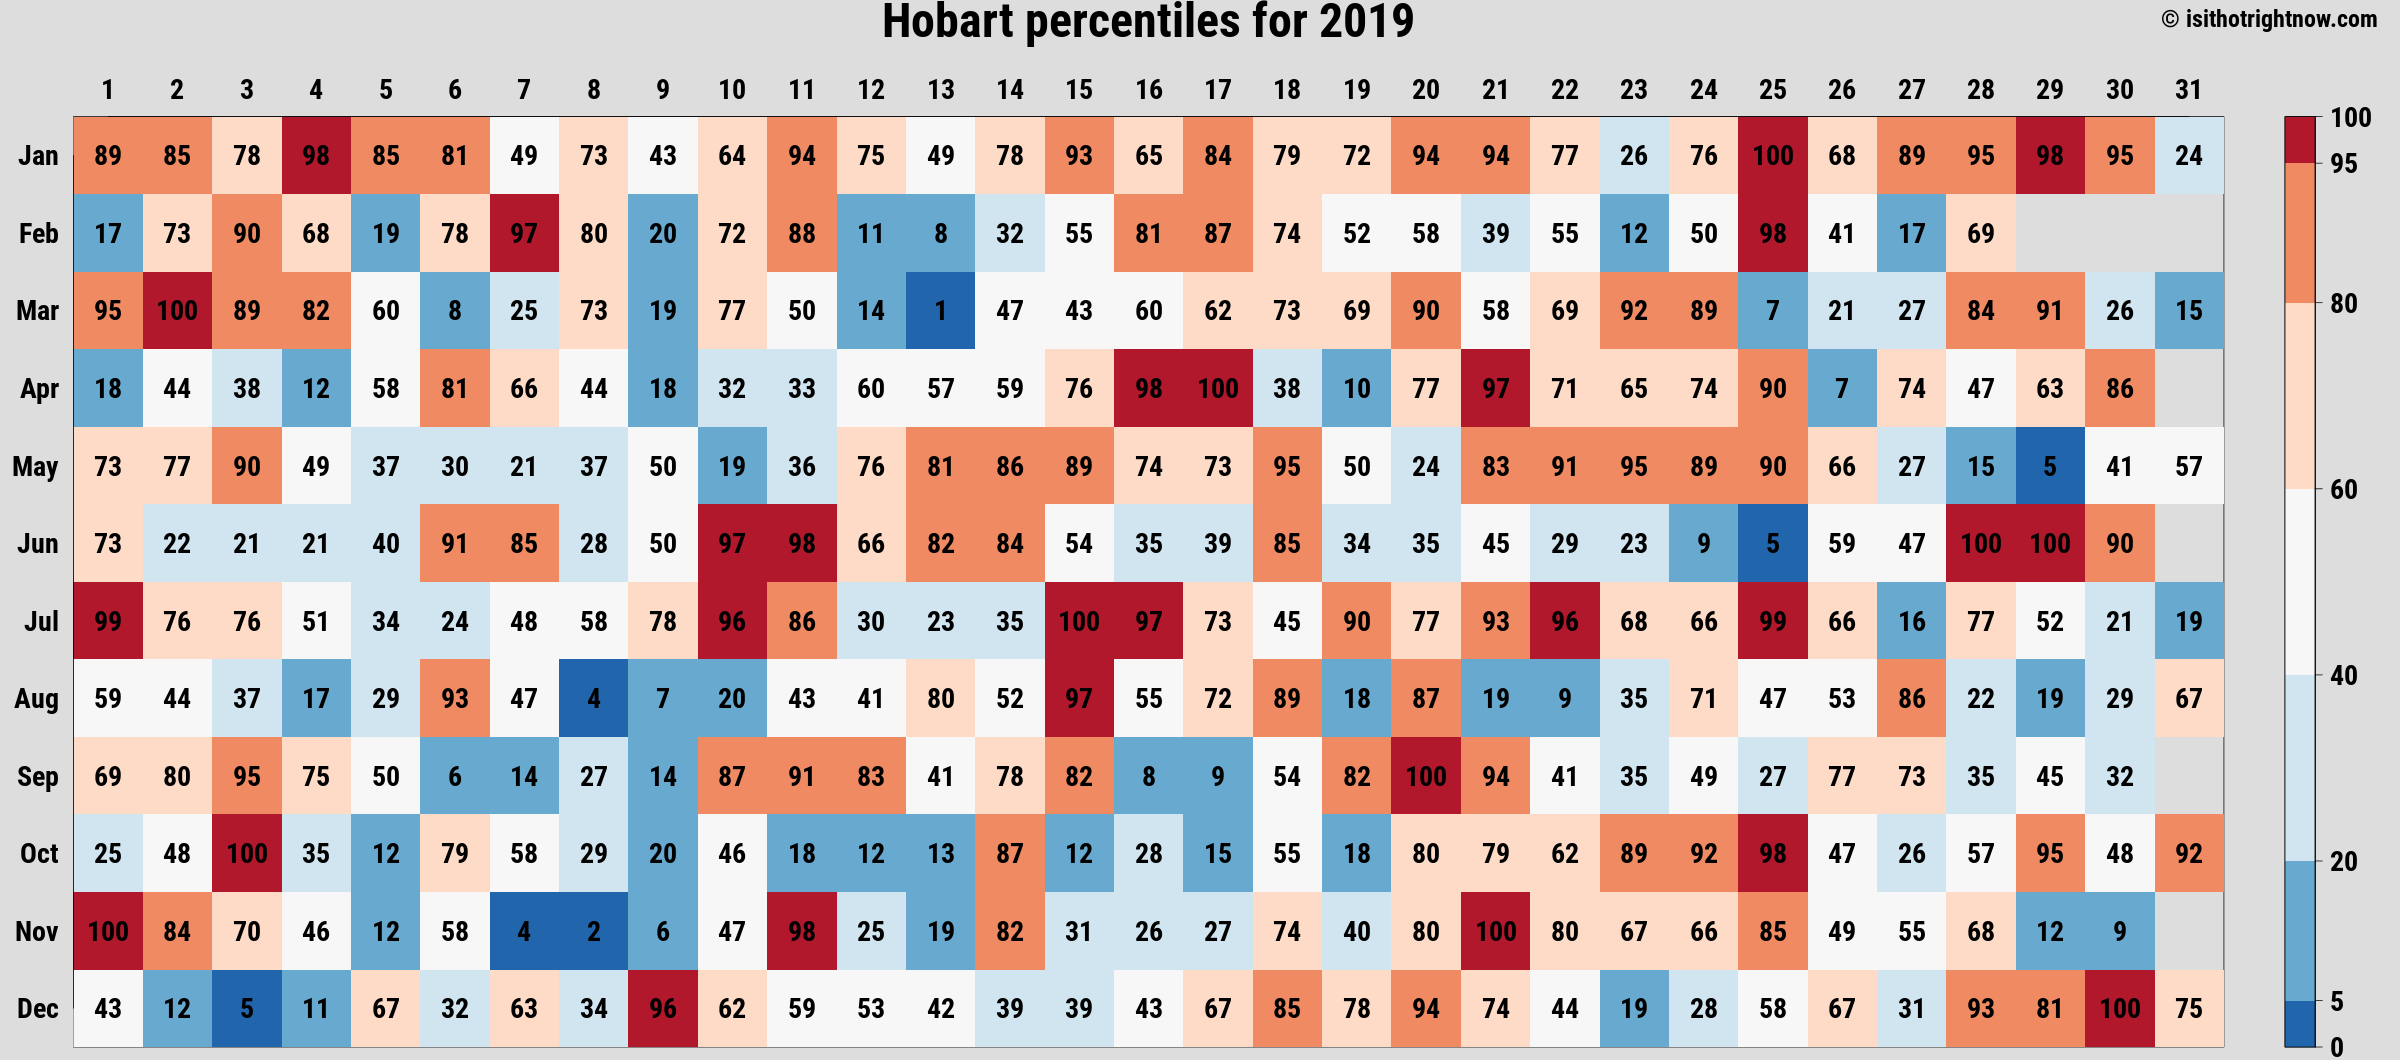 Hobart percentiles for 2019
© isithotrightnow.com
1 2 3 4 5 6 7 8 9 10 11 12 13 14 15 16 17 18 19 20 21 22 23 24 25 26 27 28 29 30 31
Jan 89 85 78 98 85 81 49 73 43 64 94 75 49 78 93 65 84 79 72 94 94 77 26 76 100 68 89 95 98 95 24
Feb 17 73 90 68 19 78 97 80 20 72 88 11 8 32 55 81 87 74 52 58 39 55 12 50 98 41 17 69
Mar 95 100 89 82 60 8 25 73 19 77 50 14 1 47 43 60 62 73 69 90 58 69 92 89 7 21 27 84 91 26 15
Apr 18 44 38 12 58 81 66 44 18 32 33 60 57 59 76 98 100 38 10 77 97 71 65 74 90 7 74 47 63 86
May 73 77 90 49 37 30 21 37 50 19 36 76 81 86 89 74 73 95 50 24 83 91 95 89 90 66 27 15 5 41 57
Jun 73 22 21 21 40 91 85 28 50 97 98 66 82 84 54 35 39 85 34 35 45 29 23 9 5 59 47 100 100 90
Jul 99 76 76 51 34 24 48 58 78 96 86 30 23 35 100 97 73 45 90 77 93 96 68 66 99 66 16 77 52 21 19
Aug 59 44 37 17 29 93 47 4 7 20 43 41 80 52 97 55 72 89 18 87 19 9 35 71 47 53 86 22 19 29 67
Sep 69 80 95 75 50 6 14 27 14 87 91 83 41 78 82 8 9 54 82 100 94 41 35 49 27 77 73 35 45 32
Oct 25 48 100 35 12 79 58 29 20 46 18 12 13 87 12 28 15 55 18 80 79 62 89 92 98 47 26 57 95 48 92
Nov 100 84 70 46 12 58 4 2 6 47 98 25 19 82 31 26 27 74 40 80 100 80 67 66 85 49 55 68 12 9
Dec 43 12 5 11 67 32 63 34 96 62 59 53 42 39 39 43 67 85 78 94 74 44 19 28 58 67 31 93 81 100 75
100
95
80
60
40
20
5
0